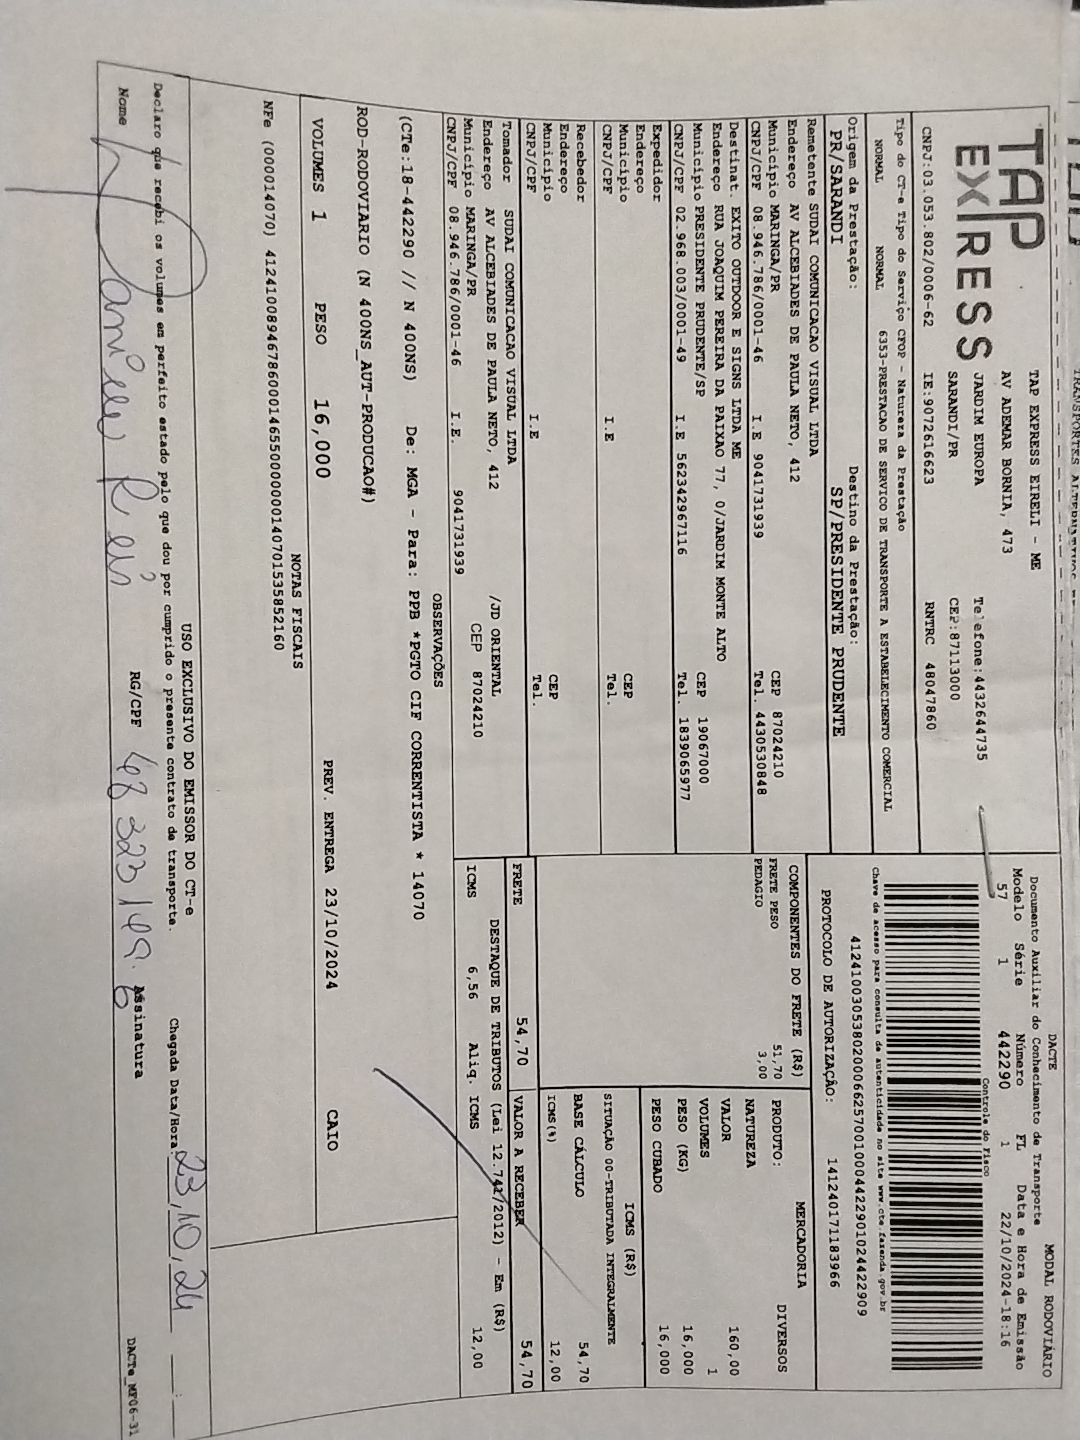 TRANSPORTES ALTERNATIVOS
TAP
EXPRESS
TAP EXPRESS EIRELI - ME
AV ADEMAR BORNIA, 473
JARDIM EUROPA Telefone:4432644735
SARANDI/PR CEP:87113000
CNPJ:03.053.802/0006-62 IE:9072616623 RNTRC 48047860
DACTE MODAL RODOVIÁRIO
Documento Auxiliar do Conhecimento de Transporte
Modelo Série Número FL Data e Hora de Emissão
57 1 442290 1 22/10/2024-18:16
Controle do Fisco
Chave de acesso para consulta de autenticidade no site www.cte.fazenda.gov.br
41241003053802000662570010004422901024422909
PROTOCOLO DE AUTORIZAÇÃO: 141240171183966
Tipo do CT-e Tipo do Serviço CFOP - Natureza da Prestação
NORMAL NORMAL 6353-PRESTACAO DE SERVICO DE TRANSPORTE A ESTABELECIMENTO COMERCIAL
Origem da Prestação: Destino da Prestação:
PR/SARANDI SP/PRESIDENTE PRUDENTE
Remetente SUDAI COMUNICACAO VISUAL LTDA
Endereço AV ALCEBIADES DE PAULA NETO, 412
Município MARINGA/PR CEP 87024210
CNPJ/CPF 08.946.786/0001-46 I.E 9041731939 Tel. 4430530848
Destinat. EXITO OUTDOOR E SIGNS LTDA ME
Endereço RUA JOAQUIM PEREIRA DA PAIXAO 77, 0/JARDIM MONTE ALTO
Município PRESIDENTE PRUDENTE/SP CEP 19067000
CNPJ/CPF 02.968.003/0001-49 I.E 562342967116 Tel. 1839065977
Expedidor
Endereço
Município CEP
CNPJ/CPF I.E Tel.
Recebedor
Endereço
Município CEP
CNPJ/CPF I.E Tel.
Tomador SUDAI COMUNICACAO VISUAL LTDA
Endereço AV ALCEBIADES DE PAULA NETO, 412 /JD ORIENTAL
Município MARINGA/PR CEP 87024210
CNPJ/CPF 08.946.786/0001-46 I.E. 9041731939
COMPONENTES DO FRETE (R$)
FRETE PESO 51,70
PEDAGIO 3,00
MERCADORIA
PRODUTO: DIVERSOS
NATUREZA
VALOR 160,00
VOLUMES 1
PESO (KG) 16,000
PESO CUBADO 16,000
ICMS (R$)
SITUAÇÃO 00-TRIBUTADA INTEGRALMENTE
BASE CÁLCULO 54,70
ICMS(%) 12,00
FRETE 54,70 VALOR A RECEBER 54,70
DESTAQUE DE TRIBUTOS (Lei 12.741/2012) - Em (R$)
ICMS 6,56 Aliq. ICMS 12,00
OBSERVAÇÕES
(CTe:18-442290 // N 400NS) De: MGA - Para: PPB *PGTO CIF CORRENTISTA * 14070
ROD-RODOVIARIO (N 400NS_AUT-PRODUCAO#)
VOLUMES 1 PESO 16,000 PREV. ENTREGA 23/10/2024 CAIO
NOTAS FISCAIS
NFe (000014070) 41241008946786000146550000000140701535852160
USO EXCLUSIVO DO EMISSOR DO CT-e
Declaro que recebi os volumes em perfeito estado pelo que dou por cumprido o presente contrato de transporte. Chegada Data/Hora: 23/10/24 :
Nome RG/CPF 48 323 149.6 Assinatura
DACTe_MF06-31